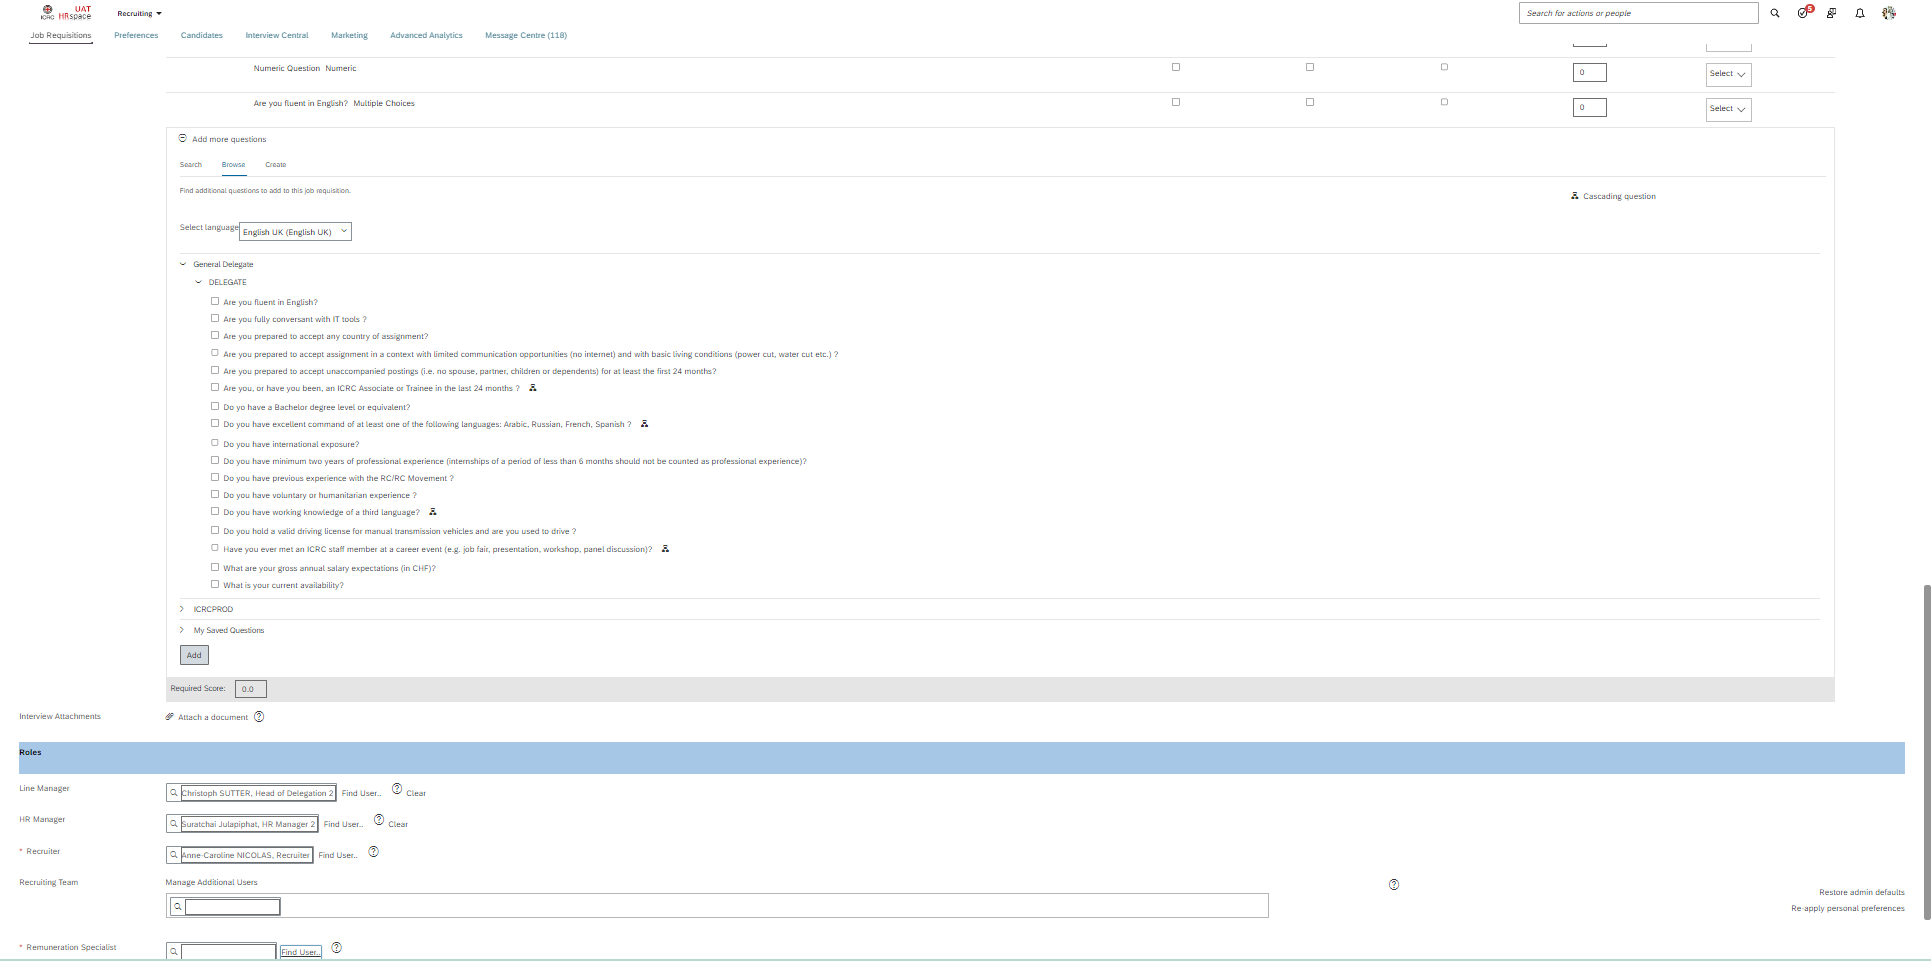 ICRC UAT HRspace
Recruiting
Search for actions or people
5
Job Requisitions Preferences Candidates Interview Central Marketing Advanced Analytics Message Centre (118)
Numeric Question Numeric 0 Select
Are you fluent in English? Multiple Choices 0 Select
Add more questions
Search Browse Create
Find additional questions to add to this job requisition.
Cascading question
Select language English UK (English UK)
General Delegate
DELEGATE
Are you fluent in English?
Are you fully conversant with IT tools ?
Are you prepared to accept any country of assignment?
Are you prepared to accept assignment in a context with limited communication opportunities (no internet) and with basic living conditions (power cut, water cut etc.) ?
Are you prepared to accept unaccompanied postings (i.e. no spouse, partner, children or dependents) for at least the first 24 months?
Are you, or have you been, an ICRC Associate or Trainee in the last 24 months ?
Do yo have a Bachelor degree level or equivalent?
Do you have excellent command of at least one of the following languages: Arabic, Russian, French, Spanish ?
Do you have international exposure?
Do you have minimum two years of professional experience (internships of a period of less than 6 months should not be counted as professional experience)?
Do you have previous experience with the RC/RC Movement ?
Do you have voluntary or humanitarian experience ?
Do you have working knowledge of a third language?
Do you hold a valid driving license for manual transmission vehicles and are you used to drive ?
Have you ever met an ICRC staff member at a career event (e.g. job fair, presentation, workshop, panel discussion)?
What are your gross annual salary expectations (in CHF)?
What is your current availability?
ICRCPROD
My Saved Questions
Add
Required Score: 0.0
Interview Attachments Attach a document ?
Roles
Line Manager Christoph SUTTER, Head of Delegation 2 Find User.. ? Clear
HR Manager Suratchai Julapiphat, HR Manager 2 Find User.. ? Clear
* Recruiter Anne-Caroline NICOLAS, Recruiter Find User.. ?
Recruiting Team Manage Additional Users ?
Restore admin defaults
Re-apply personal preferences
* Remuneration Specialist Find User.. ?